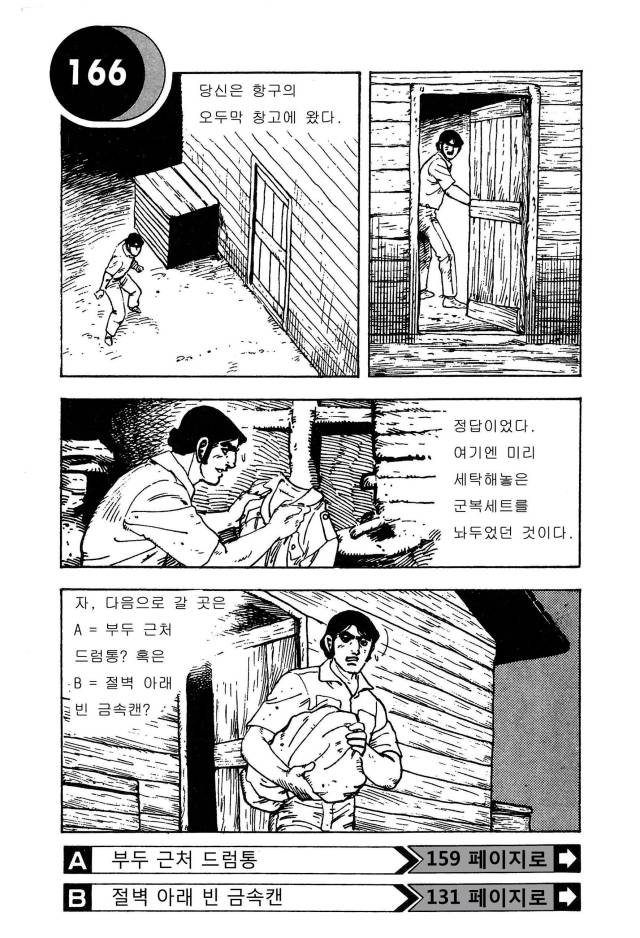 166
당신은 항구의
오두막 창고에 왔다.
정답이었다.
여기엔 미리
세탁해놓은
군복세트를
놔두었던 것이다.
자, 다음으로 갈 곳은
A = 부두 근처
드럼통? 혹은
B = 절벽 아래
빈 금속캔?
A 부두 근처 드럼통 159 페이지로
B 절벽 아래 빈 금속캔 131 페이지로